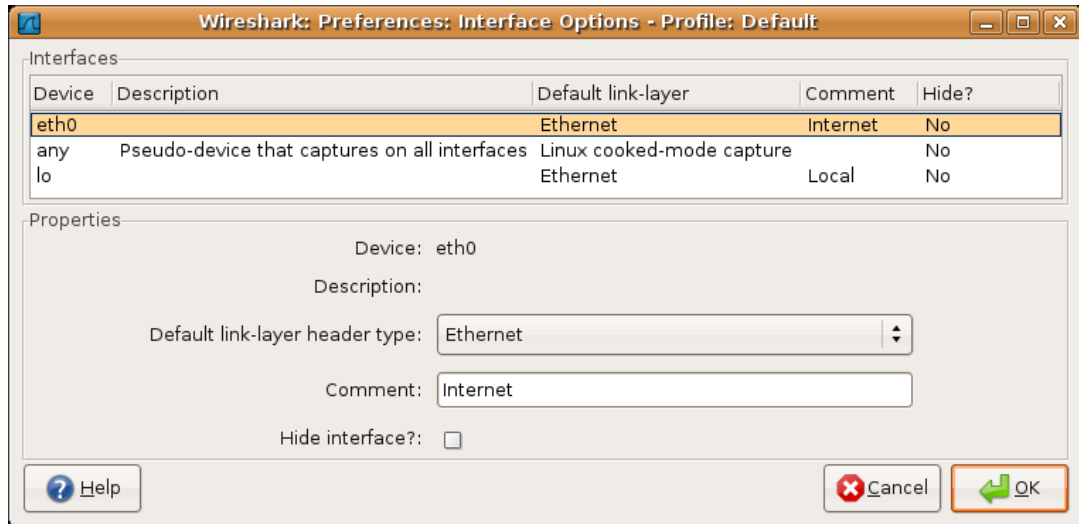 Wireshark: Preferences: Interface Options - Profile: Default
Interfaces
Device Description Default link-layer Comment Hide?
eth0 Ethernet Internet No
any Pseudo-device that captures on all interfaces Linux cooked-mode capture No
lo Ethernet Local No
Properties
Device: eth0
Description:
Default link-layer header type: Ethernet
Comment: Internet
Hide interface?:
Help Cancel OK